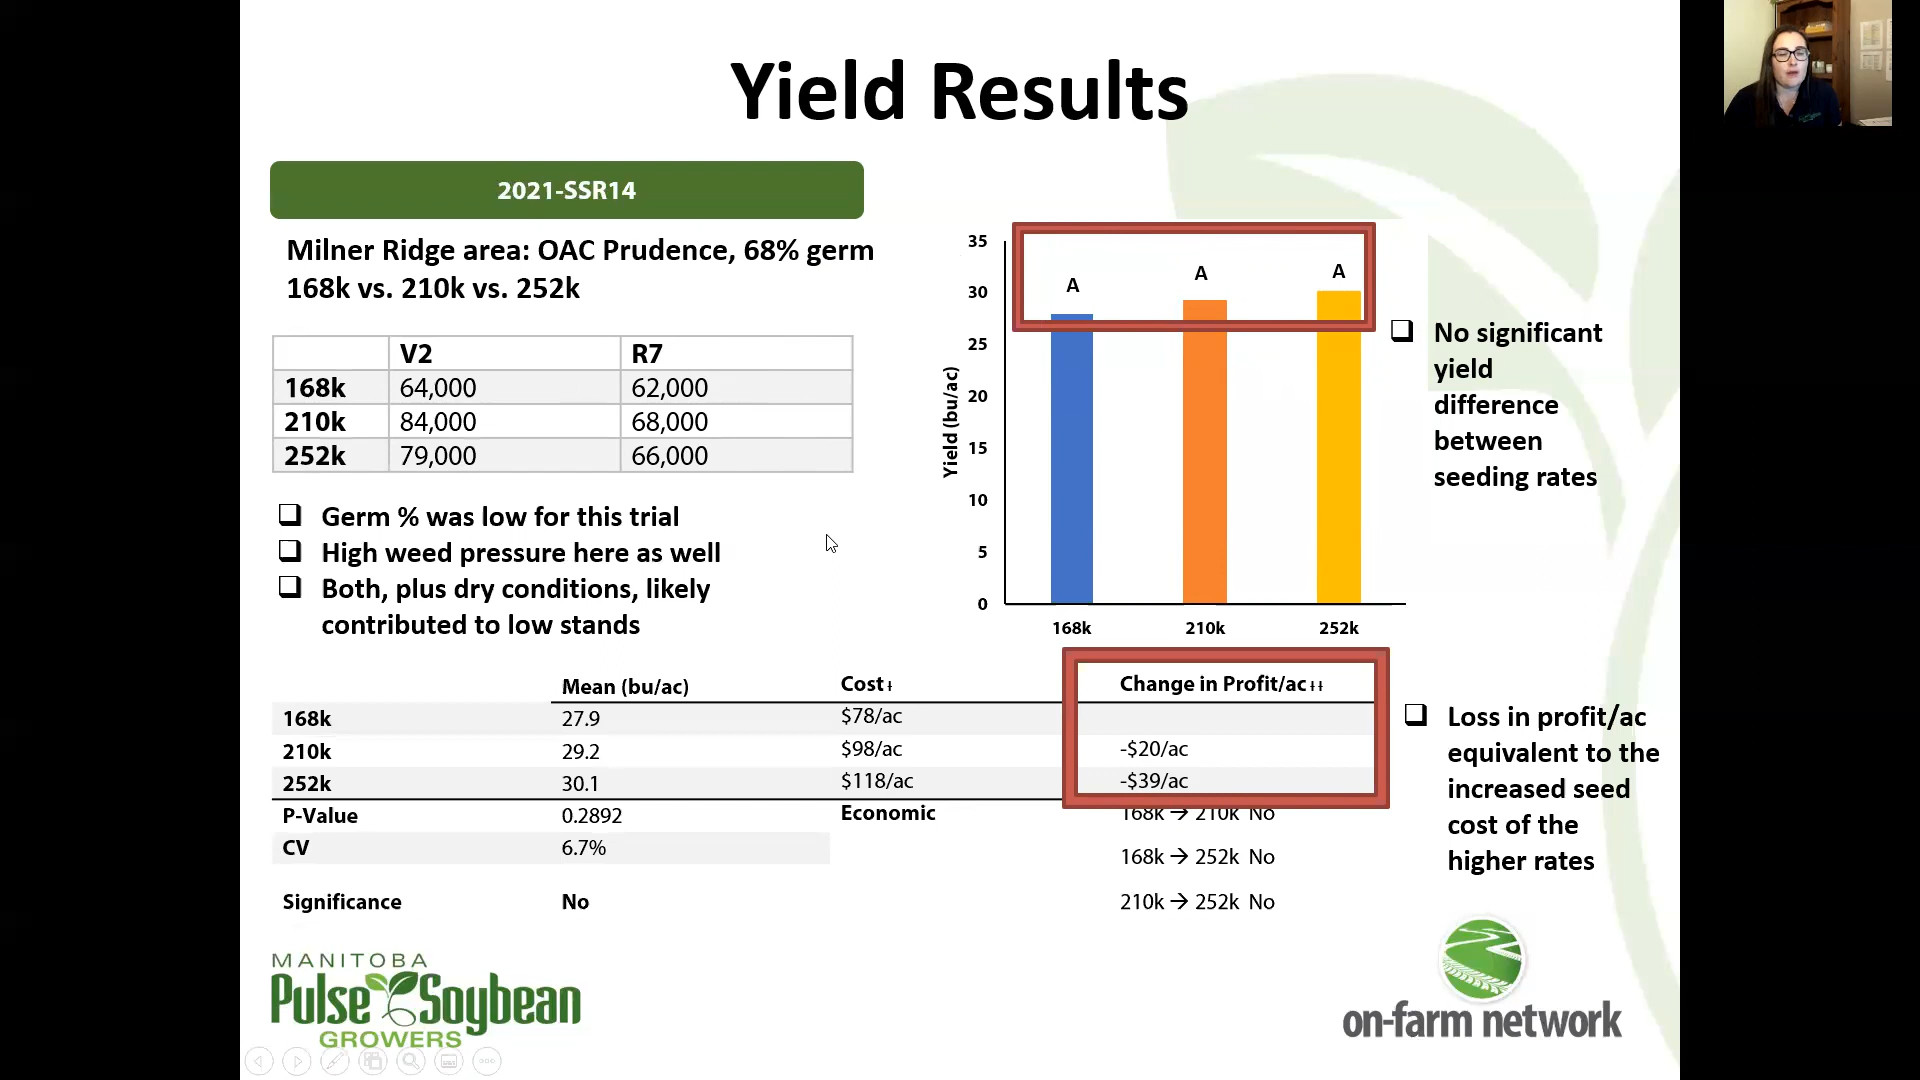 Yield Results
2021-SSR14
Milner Ridge area: OAC Prudence, 68% germ
168k vs. 210k vs. 252k
V2 R7
168k 64,000 62,000
210k 84,000 68,000
252k 79,000 66,000
❑ Germ % was low for this trial
❑ High weed pressure here as well
❑ Both, plus dry conditions, likely
contributed to low stands
Yield (bu/ac)
35
30
25
20
15
10
5
0
A A A
168k 210k 252k
❑ No significant
yield
difference
between
seeding rates
Mean (bu/ac) Cost ƚ Change in Profit/ac ƚ ƚ
168k 27.9 $78/ac
210k 29.2 $98/ac -$20/ac
252k 30.1 $118/ac -$39/ac
P-Value 0.2892 Economic 168k → 210k No
CV 6.7% 168k → 252k No
Significance No 210k → 252k No
❑ Loss in profit/ac
equivalent to the
increased seed
cost of the
higher rates
MANITOBA
Pulse Soybean
GROWERS
on-farm network